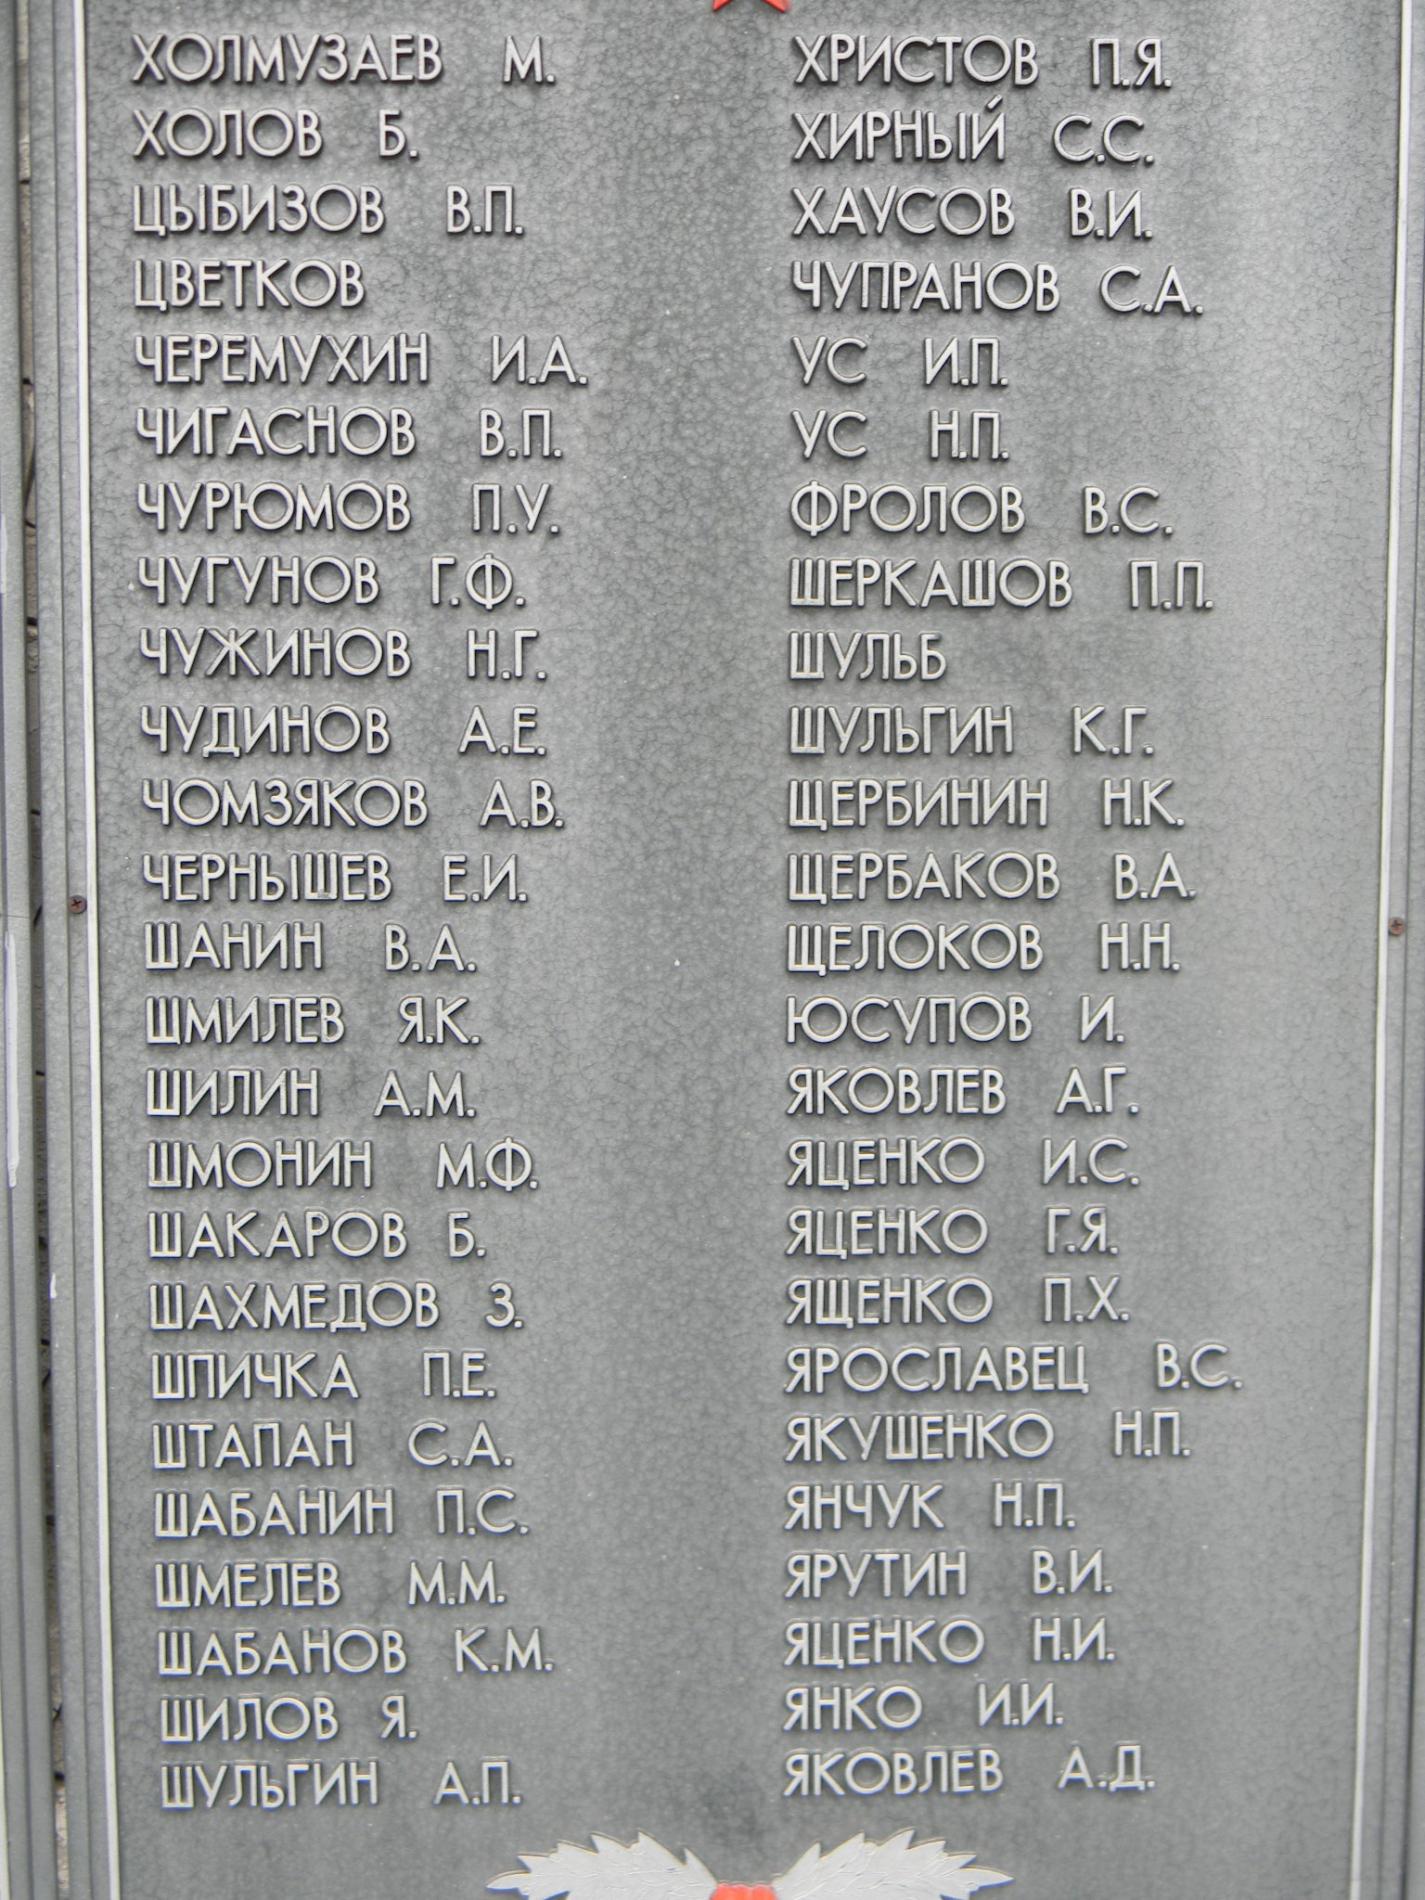 ХОЛМУЗАЕВ М.
ХОЛОВ Б.
ЦЫБИЗОВ В.П.
ЦВЕТКОВ
ЧЕРЕМУХИН И.А.
ЧИГАСНОВ В.П.
ЧУРЮМОВ П.У.
ЧУГУНОВ Г.Ф.
ЧУЖИНОВ Н.Г.
ЧУДИНОВ А.Е.
ЧОМЗЯКОВ А.В.
ЧЕРНЫШЕВ Е.И.
ШАНИН В.А.
ШМИЛЕВ Я.К.
ШИЛИН А.М.
ШМОНИН М.Ф.
ШАКАРОВ Б.
ШАХМЕДОВ З.
ШПИЧКА П.Е.
ШТАПАН С.А.
ШАБАНИН П.С.
ШМЕЛЕВ М.М.
ШАБАНОВ К.М.
ШИЛОВ Я.
ШУЛЬГИН А.П.
ХРИСТОВ П.Я.
ХИРНЫЙ С.С.
ХАУСОВ В.И.
ЧУПРАНОВ С.А.
УС И.П.
УС Н.П.
ФРОЛОВ В.С.
ШЕРКАШОВ П.П.
ШУЛЬБ
ШУЛЬГИН К.Г.
ЩЕРБИНИН Н.К.
ЩЕРБАКОВ В.А.
ЩЕЛОКОВ Н.Н.
ЮСУПОВ И.
ЯКОВЛЕВ А.Г.
ЯЦЕНКО И.С.
ЯЦЕНКО Г.Я.
ЯЩЕНКО П.Х.
ЯРОСЛАВЕЦ В.С.
ЯКУШЕНКО Н.П.
ЯНЧУК Н.П.
ЯРУТИН В.И.
ЯЦЕНКО Н.И.
ЯНКО И.И.
ЯКОВЛЕВ А.Д.